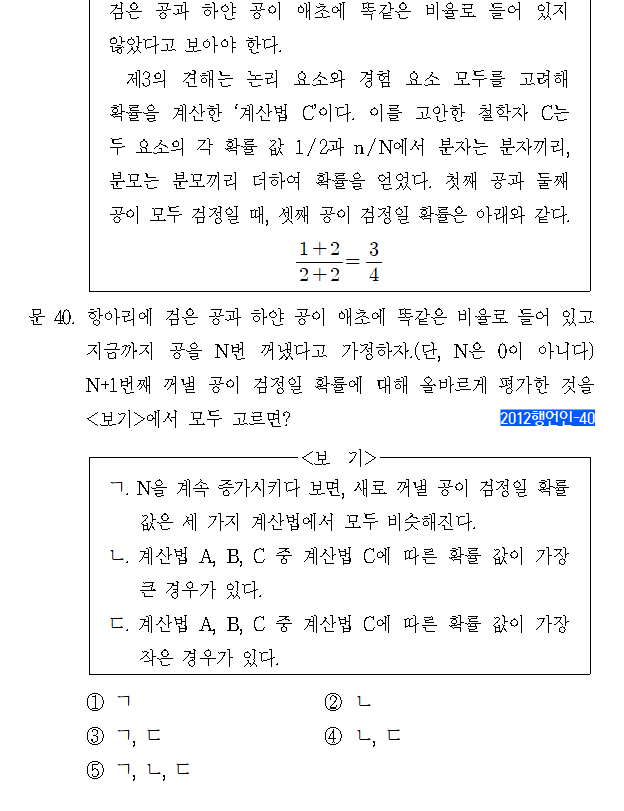 검은 공과 하얀 공이 애초에 똑같은 비율로 들어 있지
않았다고 보아야 한다.
제3의 견해는 논리 요소와 경험 요소 모두를 고려해
확률을 계산한 ‘계산법 C’이다. 이를 고안한 철학자 C는
두 요소의 각 확률 값 1/2과 n/N에서 분자는 분자끼리,
분모는 분모끼리 더하여 확률을 얻었다. 첫째 공과 둘째
공이 모두 검정일 때, 셋째 공이 검정일 확률은 아래와 같다.
(1+2)/(2+2) = 3/4
문 40. 항아리에 검은 공과 하얀 공이 애초에 똑같은 비율로 들어 있고
지금까지 공을 N번 꺼냈다고 가정하자.(단, N은 0이 아니다)
N+1번째 꺼낼 공이 검정일 확률에 대해 올바르게 평가한 것을
<보기>에서 모두 고르면? 2012행언인-40
<보 기>
ㄱ. N을 계속 증가시키다 보면, 새로 꺼낼 공이 검정일 확률
값은 세 가지 계산법에서 모두 비슷해진다.
ㄴ. 계산법 A, B, C 중 계산법 C에 따른 확률 값이 가장
큰 경우가 있다.
ㄷ. 계산법 A, B, C 중 계산법 C에 따른 확률 값이 가장
작은 경우가 있다.
① ㄱ ② ㄴ
③ ㄱ, ㄷ ④ ㄴ, ㄷ
⑤ ㄱ, ㄴ, ㄷ